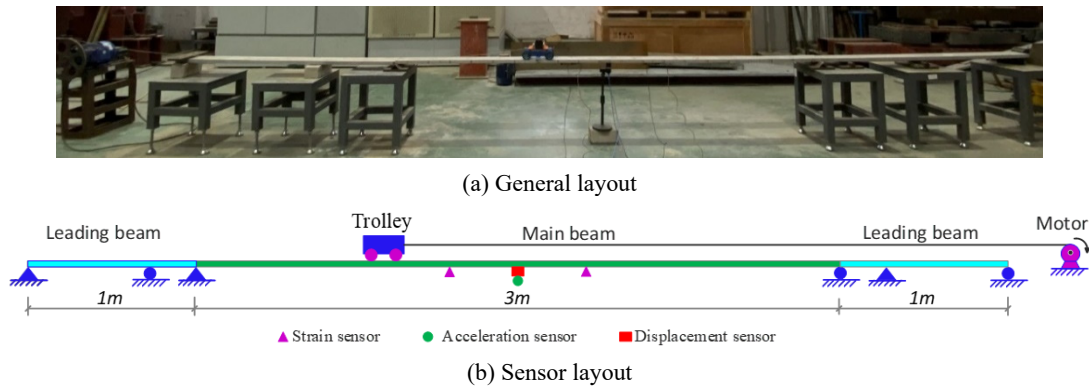 (a) General layout
Trolley
Leading beam
Main beam
Leading beam
Motor
1m
3m
1m
Strain sensor
Acceleration sensor
Displacement sensor
(b) Sensor layout